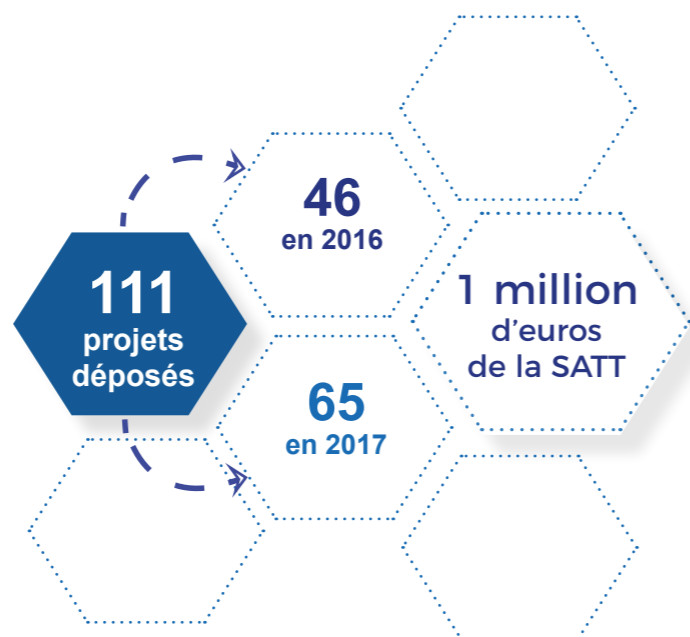 111
projets
déposés
46
en 2016
65
en 2017
1 million
d'euros
de la SATT